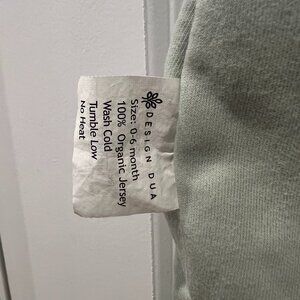 DESIGN DUA
Size: 0-6 month
100% Organic Jersey
Wash Cold
Tumble Low
No Heat